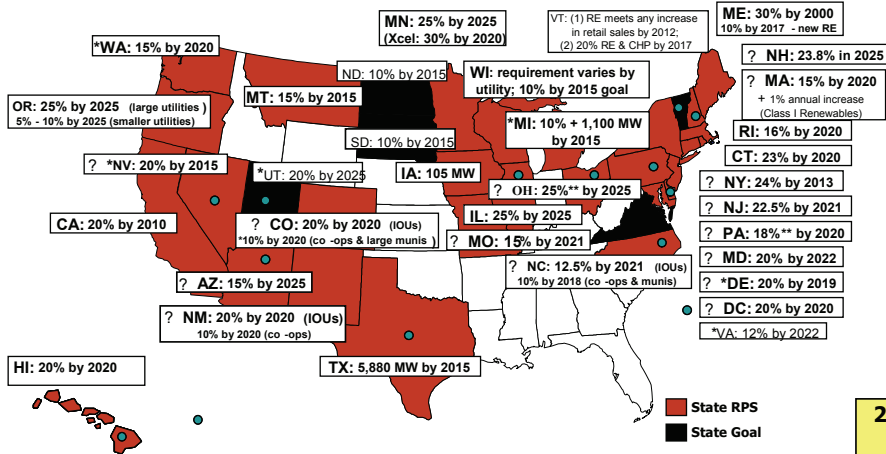 MN: 25% by 2025
(Xcel: 30% by 2020)
VT: (1) RE meets any increase
in retail sales by 2012;
(2) 20% RE & CHP by 2017
ME: 30% by 2000
10% by 2017 - new RE
*WA: 15% by 2020
? NH: 23.8% in 2025
ND: 10% by 2015
WI: requirement varies by
utility; 10% by 2015 goal
? MA: 15% by 2020
+ 1% annual increase
(Class I Renewables)
MT: 15% by 2015
OR: 25% by 2025 (large utilities )
5% - 10% by 2025 (smaller utilities)
*MI: 10% + 1,100 MW
by 2015
RI: 16% by 2020
SD: 10% by 2015
CT: 23% by 2020
? *NV: 20% by 2015
*UT: 20% by 2025
IA: 105 MW
? OH: 25%** by 2025
? NY: 24% by 2013
CA: 20% by 2010
? CO: 20% by 2020 (IOUs)
*10% by 2020 (co -ops & large munis )
IL: 25% by 2025
? NJ: 22.5% by 2021
? MO: 15% by 2021
? PA: 18%** by 2020
? NC: 12.5% by 2021 (IOUs)
10% by 2018 (co -ops & munis)
? MD: 20% by 2022
? AZ: 15% by 2025
? *DE: 20% by 2019
? NM: 20% by 2020 (IOUs)
10% by 2020 (co -ops)
? DC: 20% by 2020
*VA: 12% by 2022
HI: 20% by 2020
TX: 5,880 MW by 2015
State RPS
State Goal
2